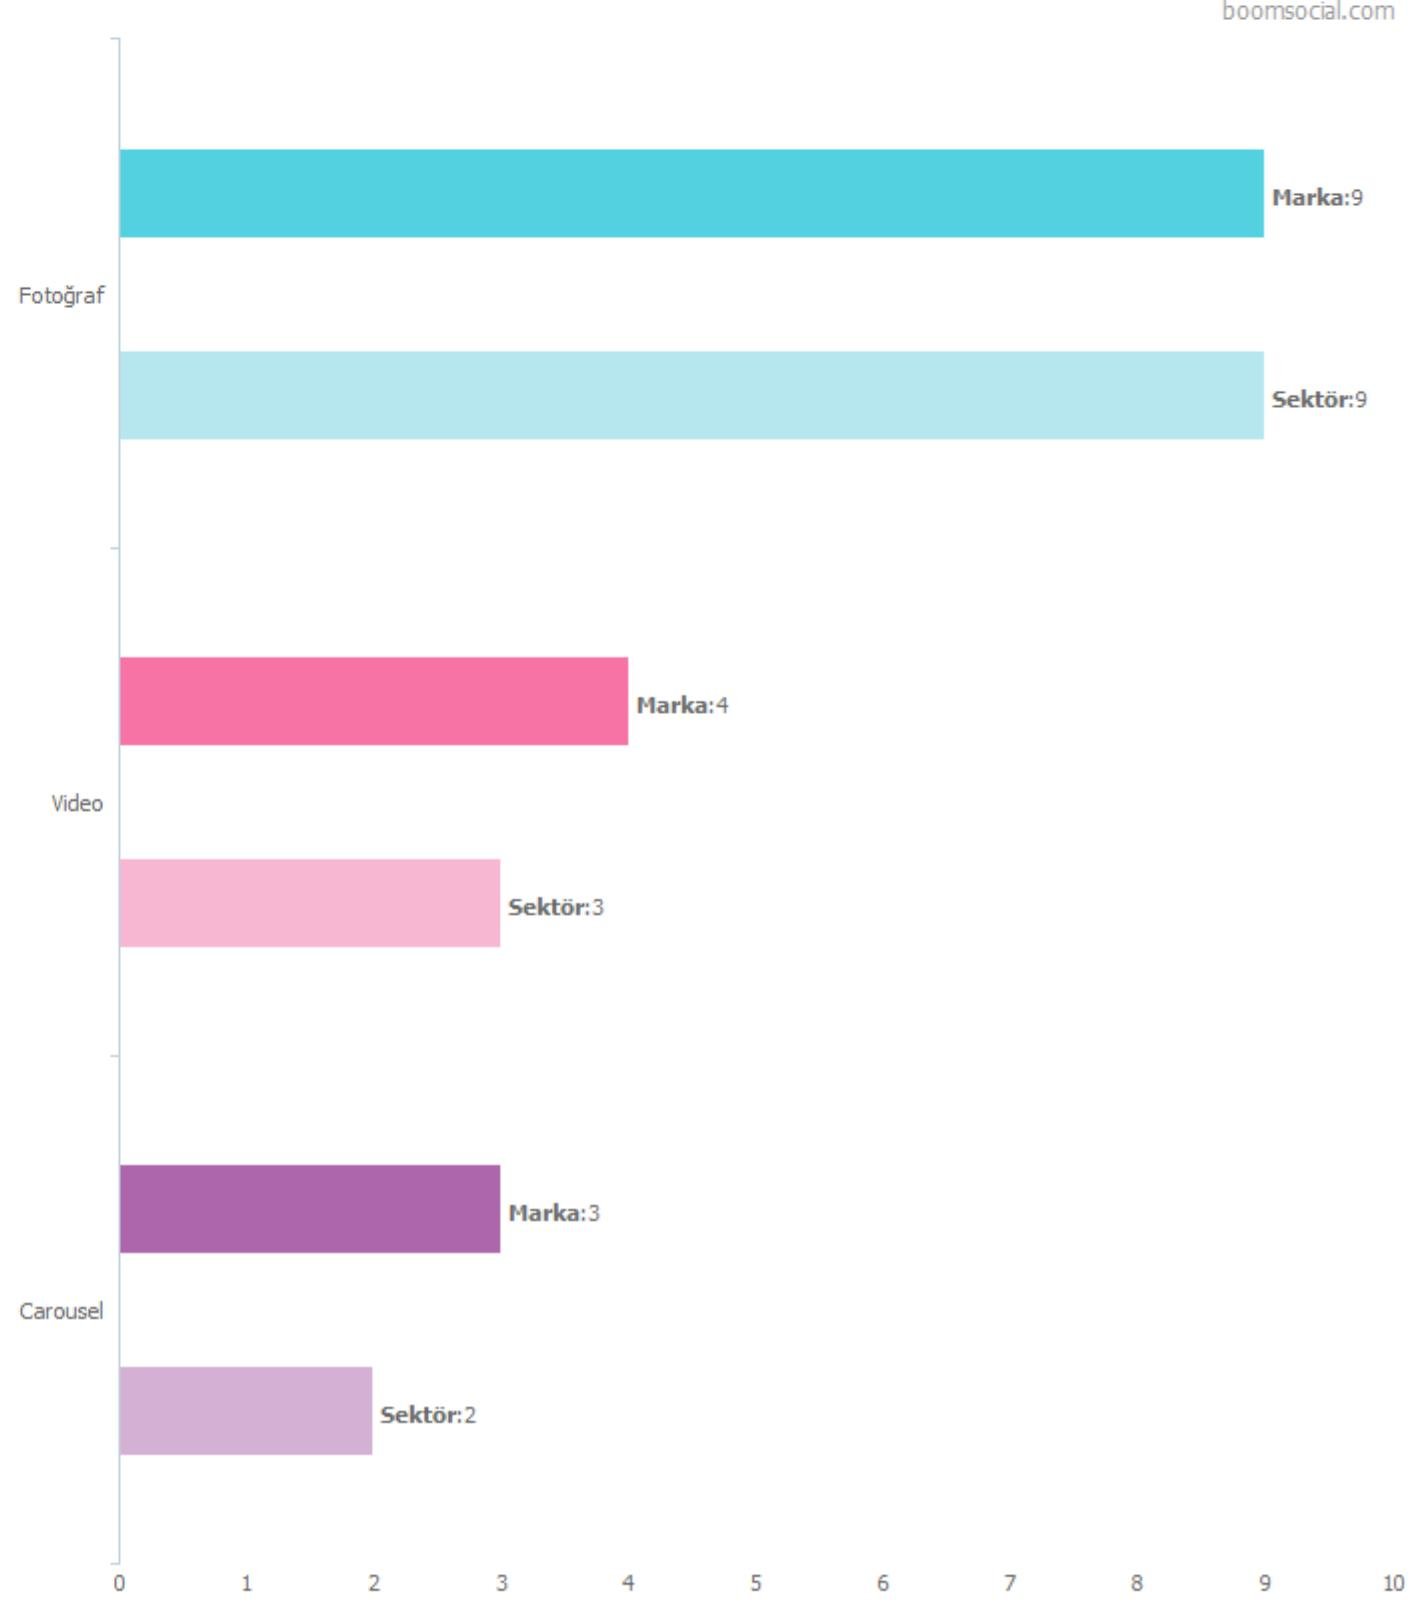 boomsocial.com
Marka:9
Fotoğraf
Sektör:9
Marka:4
Video
Sektör:3
Marka:3
Carousel
Sektör:2
0 1 2 3 4 5 6 7 8 9 10